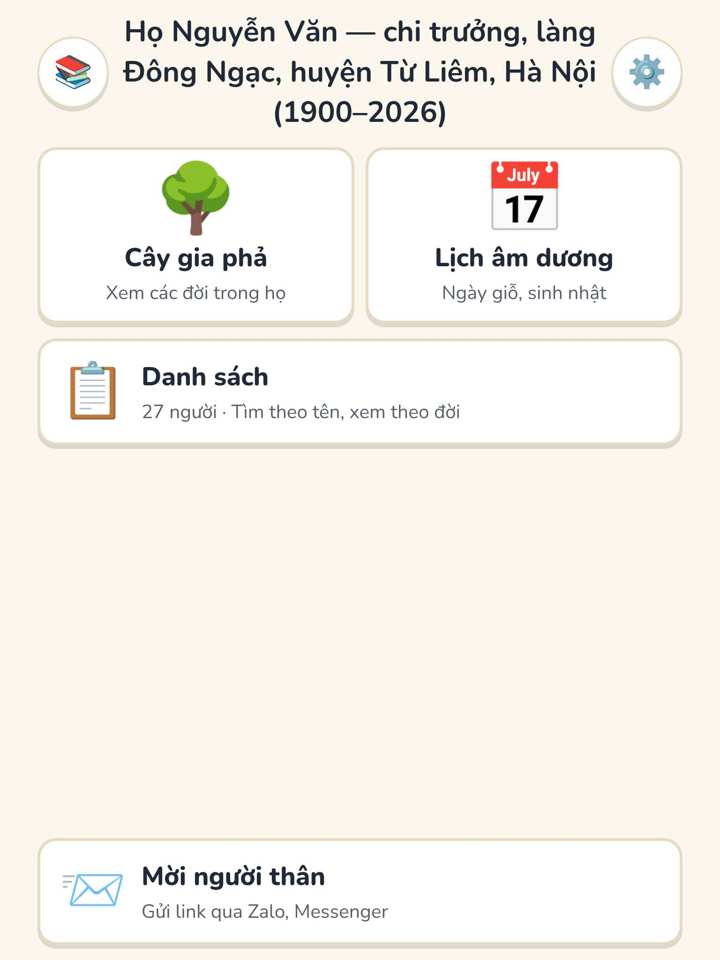 Họ Nguyễn Văn — chi trưởng, làng
Đông Ngạc, huyện Từ Liêm, Hà Nội
(1900–2026)
July
17
Cây gia phả
Xem các đời trong họ
Lịch âm dương
Ngày giỗ, sinh nhật
Danh sách
27 người · Tìm theo tên, xem theo đời
Mời người thân
Gửi link qua Zalo, Messenger